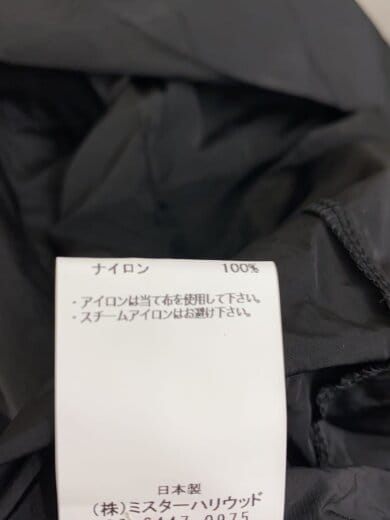 ナイロン 100%
・アイロンは当て布を使用して下さい。
・スチームアイロンはお避け下さい。
日本製
(株)ミスターハリウッド